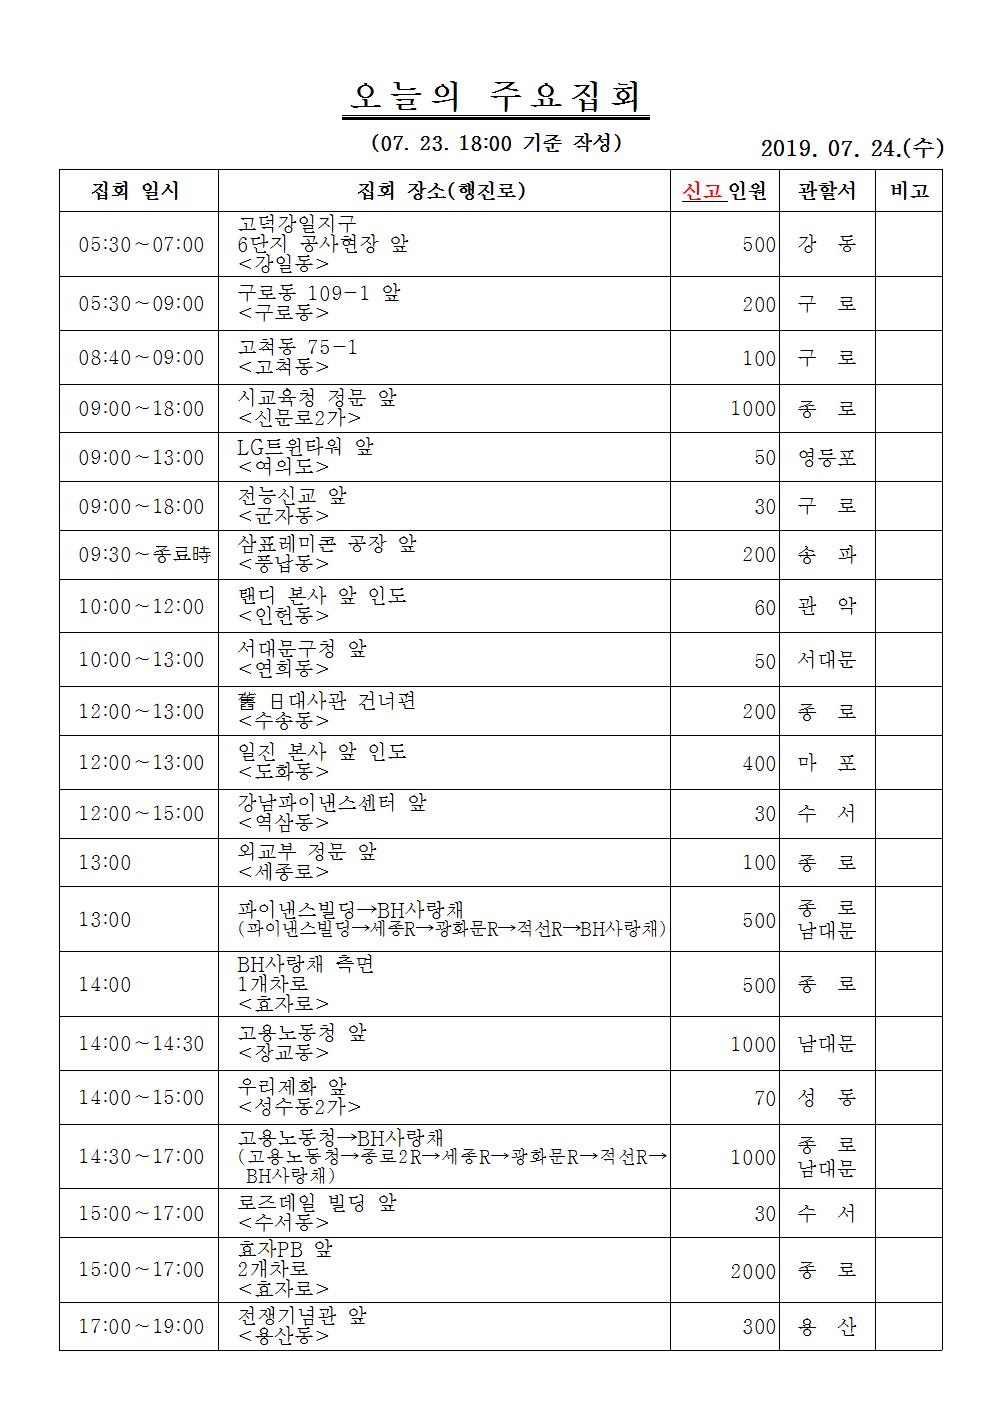 오늘의 주요집회
(07. 23. 18:00 기준 작성)
2019. 07. 24.(수)
집회 일시 집회 장소(행진로) 신고인원 관할서 비고
05:30~07:00 고덕강일지구
6단지 공사현장 앞
<강일동> 500 강 동
05:30~09:00 구로동 109-1 앞
<구로동> 200 구 로
08:40~09:00 고척동 75-1
<고척동> 100 구 로
09:00~18:00 시교육청 정문 앞
<신문로2가> 1000 종 로
09:00~13:00 LG트윈타워 앞
<여의도> 50 영등포
09:00~18:00 전능신교 앞
<군자동> 30 구 로
09:30~종료時 삼표레미콘 공장 앞
<풍납동> 200 송 파
10:00~12:00 탠디 본사 앞 인도
<인헌동> 60 관 악
10:00~13:00 서대문구청 앞
<연희동> 50 서대문
12:00~13:00 舊 日대사관 건너편
<수송동> 200 종 로
12:00~13:00 일진 본사 앞 인도
<도화동> 400 마 포
12:00~15:00 강남파이낸스센터 앞
<역삼동> 30 수 서
13:00 외교부 정문 앞
<세종로> 100 종 로
13:00 파이낸스빌딩→BH사랑채
(파이낸스빌딩→세종R→광화문R→적선R→BH사랑채) 500 종 로
남대문
14:00 BH사랑채 측면
1개차로
<효자로> 500 종 로
14:00~14:30 고용노동청 앞
<장교동> 1000 남대문
14:00~15:00 우리제화 앞
<성수동2가> 70 성 동
14:30~17:00 고용노동청→BH사랑채
(고용노동청→종로2R→세종R→광화문R→적선R→
BH사랑채) 1000 종 로
남대문
15:00~17:00 로즈데일 빌딩 앞
<수서동> 30 수 서
15:00~17:00 효자PB 앞
2개차로
<효자로> 2000 종 로
17:00~19:00 전쟁기념관 앞
<용산동> 300 용 산